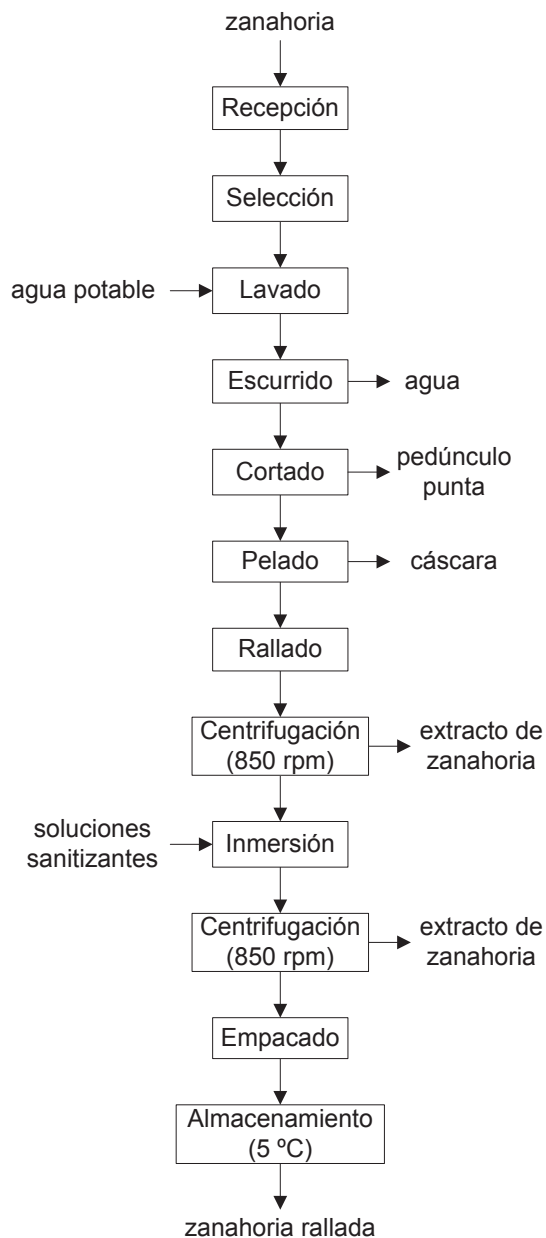 zanahoria
Recepción
Selección
agua potable
Lavado
Escurrido
agua
Cortado
pedúnculo
punta
Pelado
cáscara
Rallado
Centrifugación
(850 rpm)
extracto de
zanahoria
soluciones
sanitizantes
Inmersión
Centrifugación
(850 rpm)
extracto de
zanahoria
Empacado
Almacenamiento
(5 ºC)
zanahoria rallada